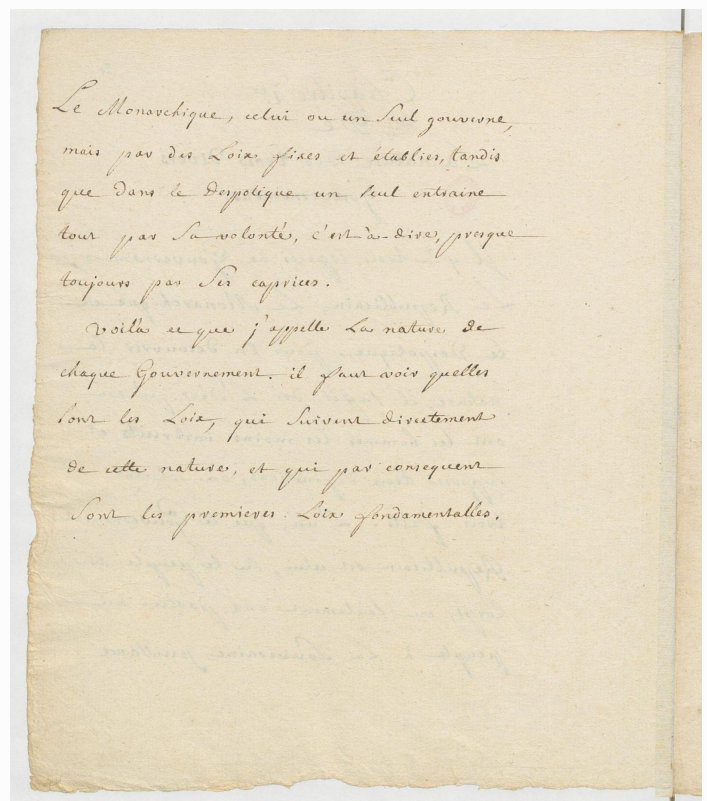 Le Monarchique, celui ou un seul gouverne,
mais par des Loix fixes et établies, tandis
que dans le Despotique un seul entraine
tout par sa volonté, c'est-à-dire, presque
toujours par ses caprices.
Voilà ce que j'appelle la nature de
chaque Gouvernement. il faut voir quelles
sont les Loix, qui suivent directement
de cette nature, et qui par consequent
sont les premieres Loix fondamentalles.